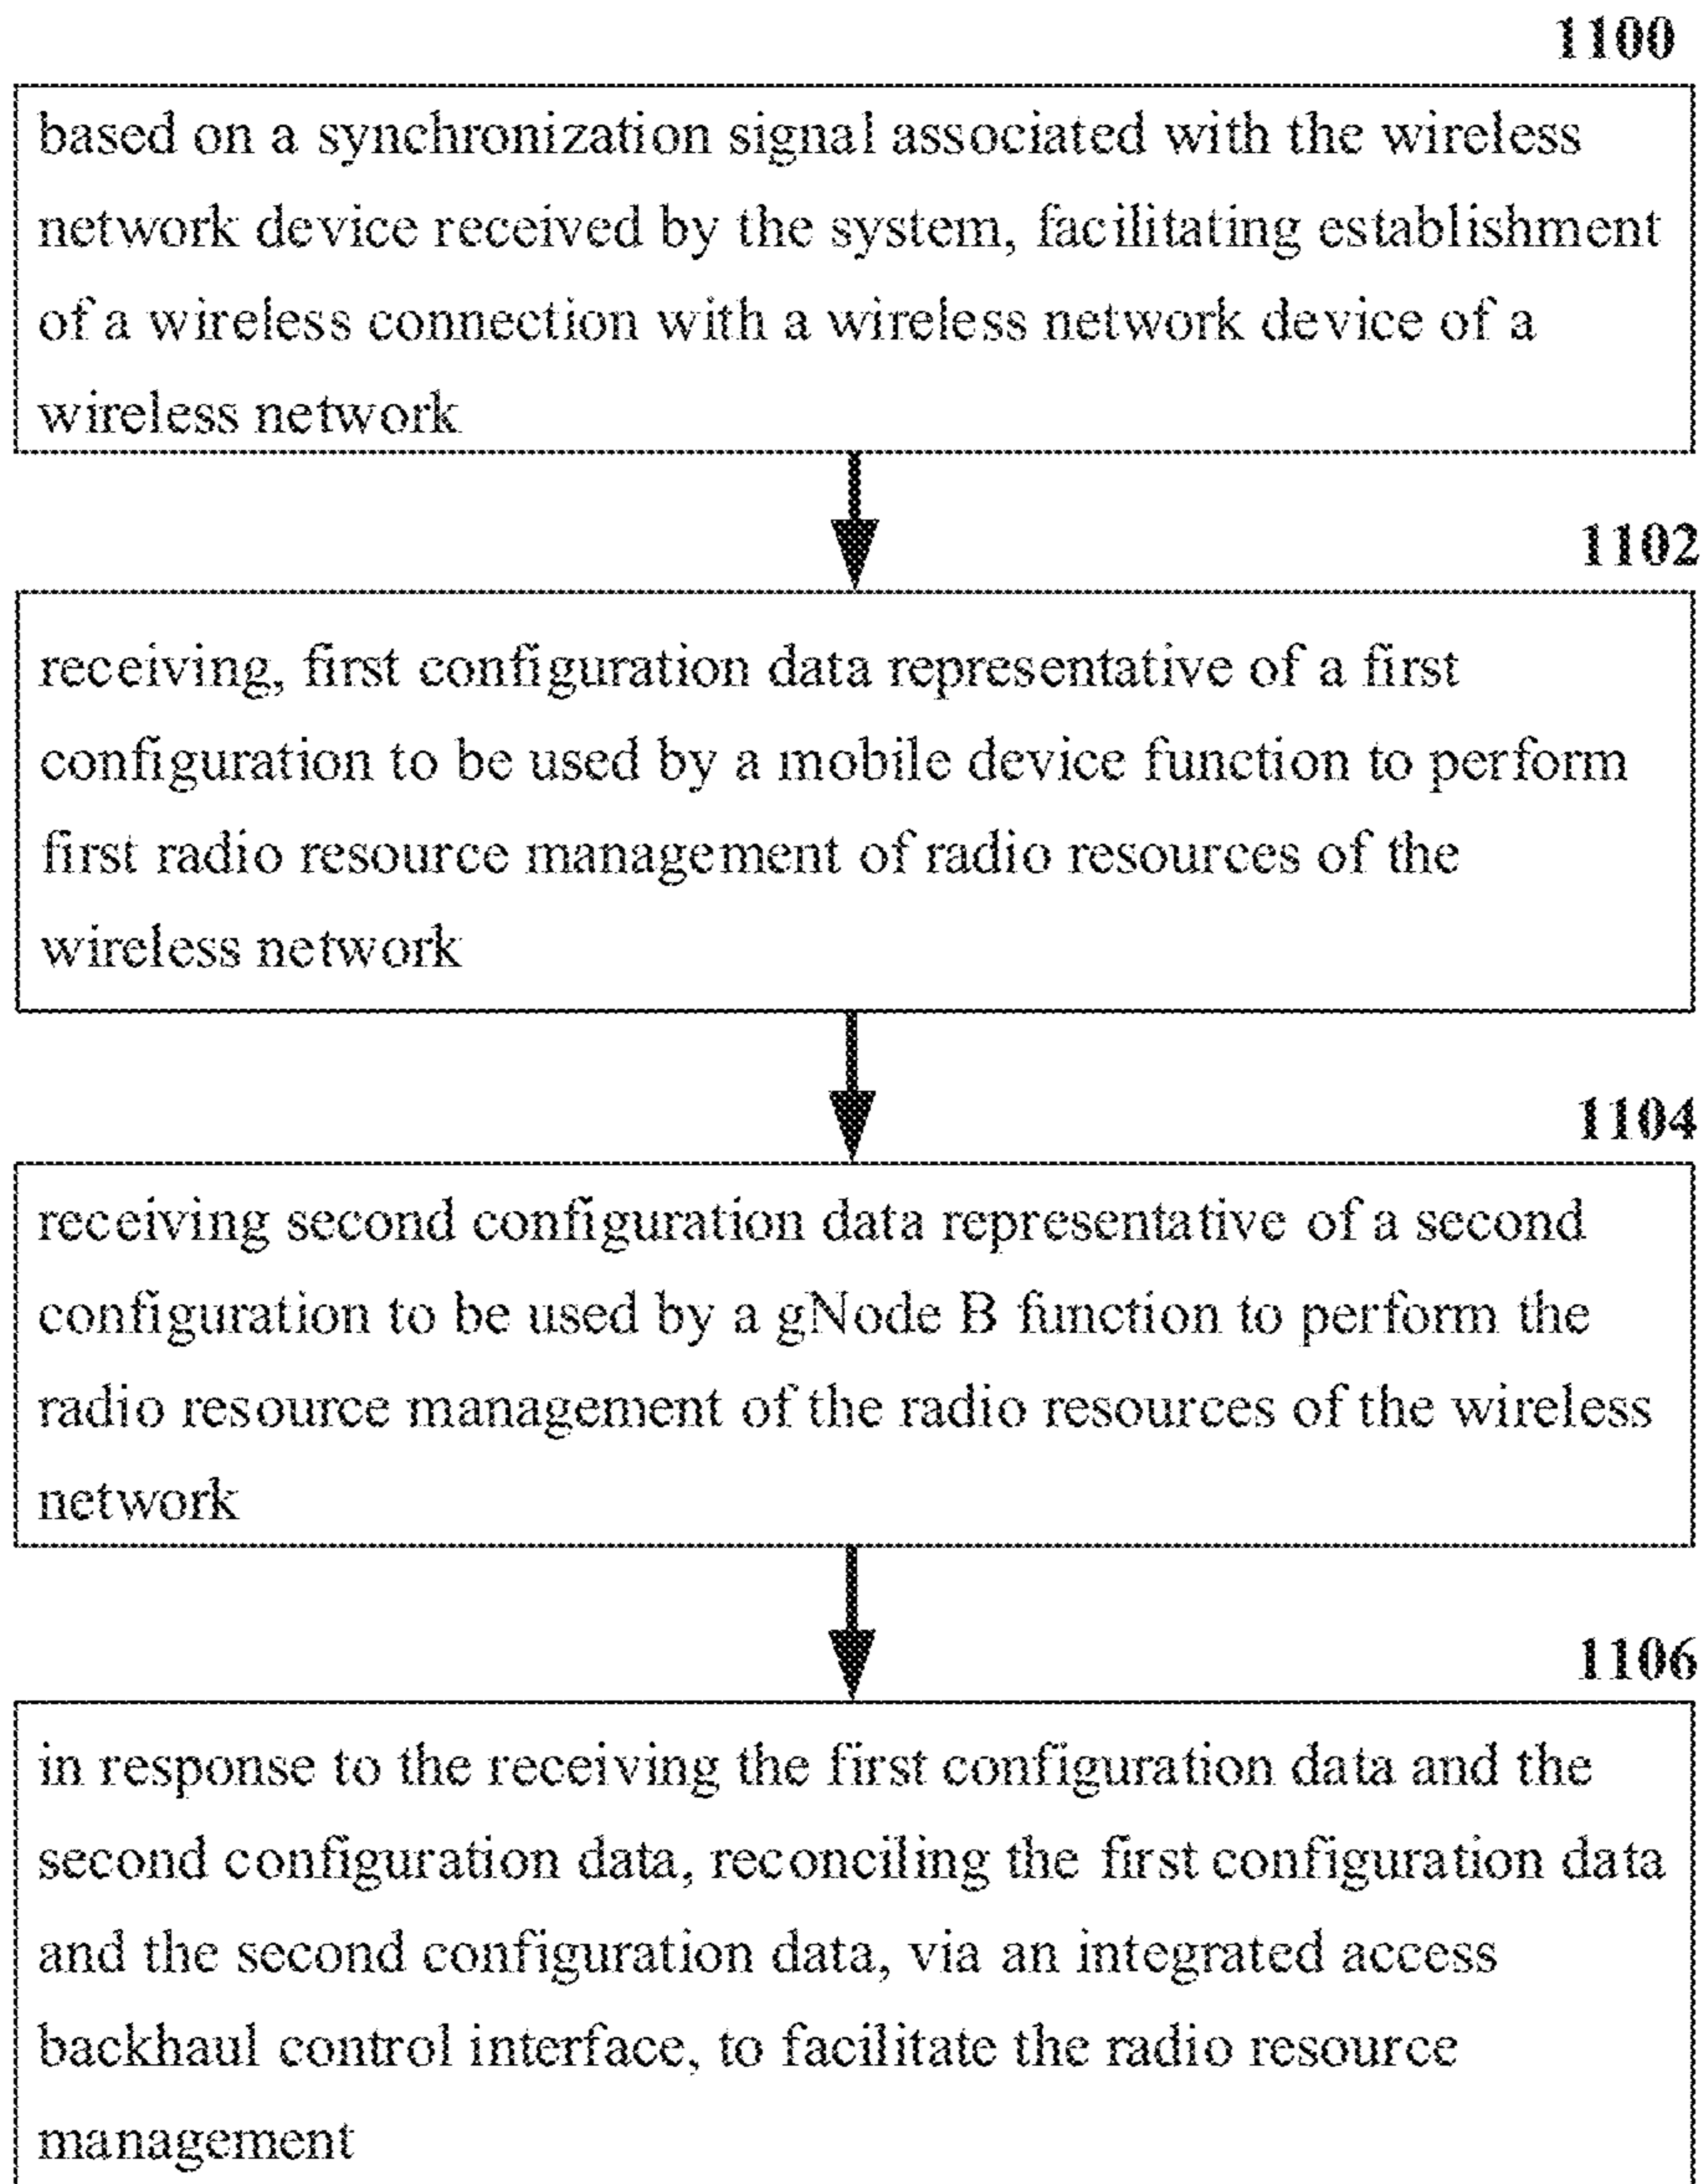 1100
based on a synchronization signal associated with the wireless
network device received by the system, facilitating establishment
of a wireless connection with a wireless network device of a
wireless network
1102
receiving, first configuration data representative of a first
configuration to be used by a mobile device function to perform
first radio resource management of radio resources of the
wireless network
1104
receiving second configuration data representative of a second
configuration to be used by a gNode B function to perform the
radio resource management of the radio resources of the wireless
network
1106
in response to the receiving the first configuration data and the
second configuration data, reconciling the first configuration data
and the second configuration data, via an integrated access
backhaul control interface, to facilitate the radio resource
management